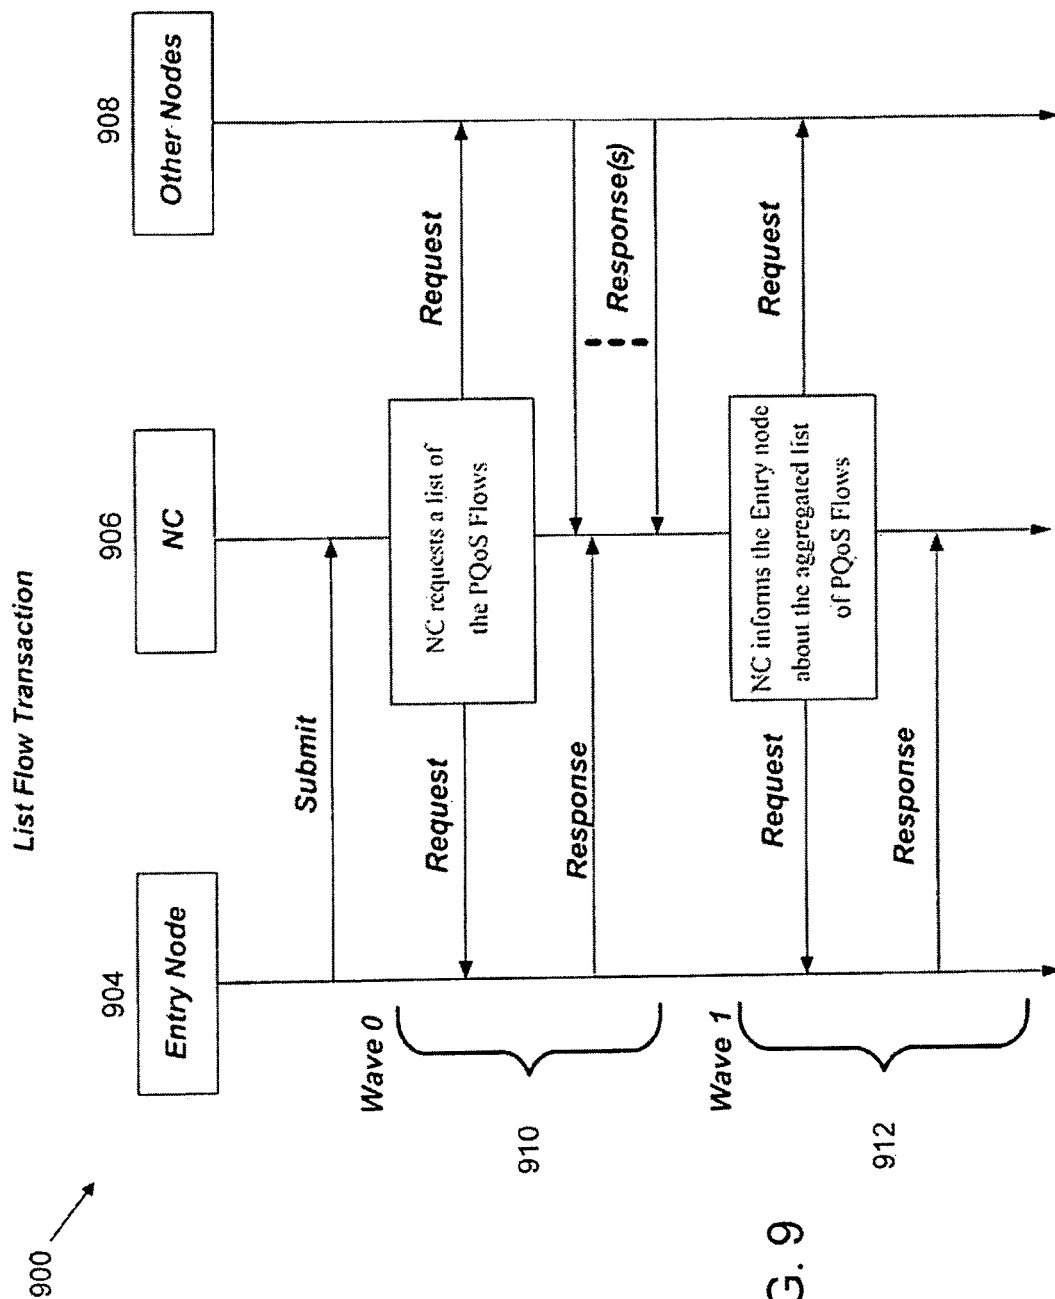 900
List Flow Transaction
904
906
908
Entry Node
NC
Other Nodes
Submit
Wave 0
910
Request
NC requests a list of
the PQoS Flows
Request
Response
Response(s)
Wave 1
912
Request
NC informs the Entry node
about the aggregated list
of PQoS Flows
Request
Response
G. 9